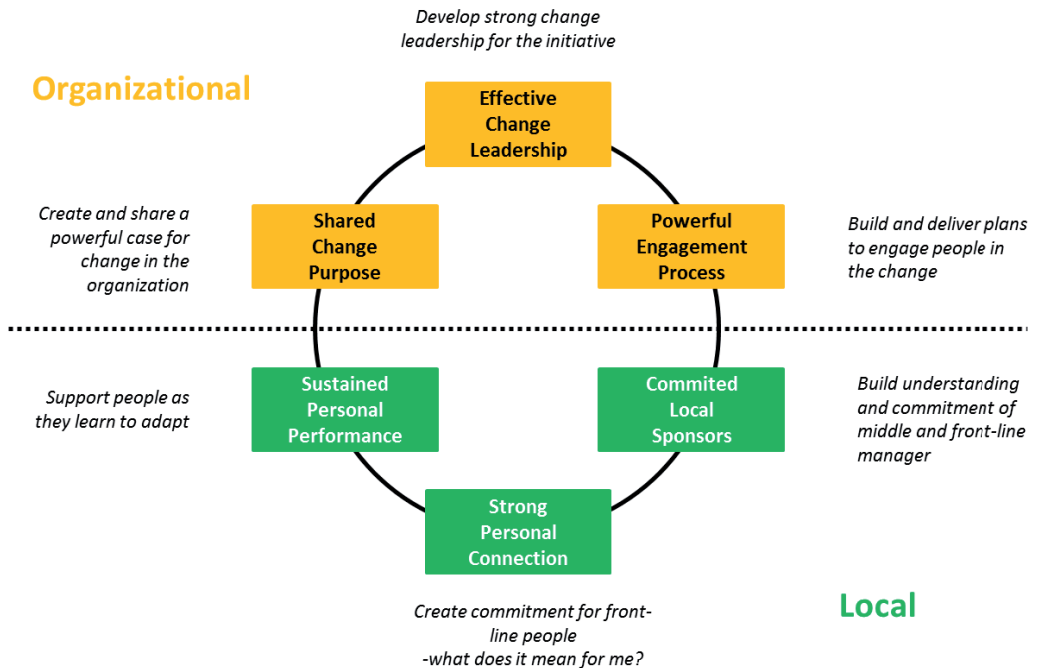 Develop strong change
leadership for the initiative
Organizational
Effective
Change
Leadership
Create and share a
powerful case for
change in the
organization
Shared
Change
Purpose
Powerful
Engagement
Process
Build and deliver plans
to engage people in
the change
Support people as
they learn to adapt
Sustained
Personal
Performance
Commited
Local
Sponsors
Build understanding
and commitment of
middle and front-line
manager
Strong
Personal
Connection
Create commitment for front-
line people
-what does it mean for me?
Local